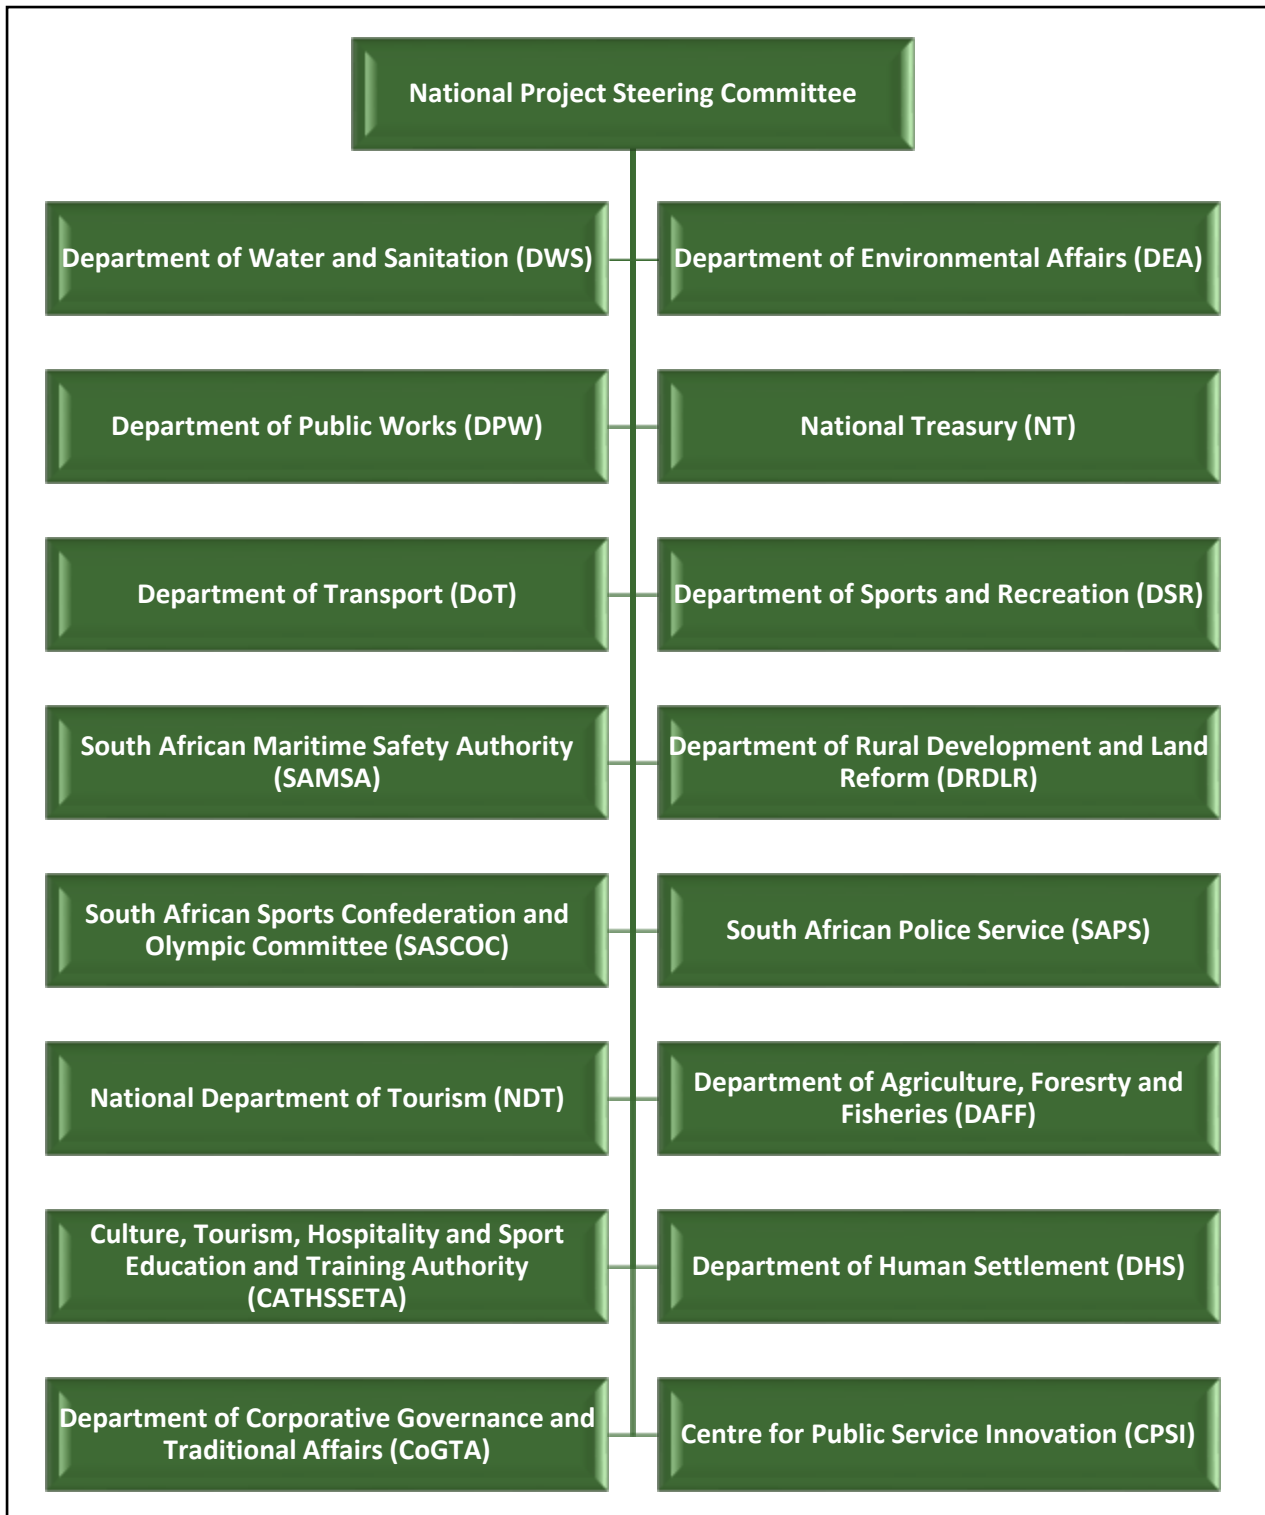 National Project Steering Committee
Department of Water and Sanitation (DWS)
Department of Environmental Affairs (DEA)
Department of Public Works (DPW)
National Treasury (NT)
Department of Transport (DoT)
Department of Sports and Recreation (DSR)
South African Maritime Safety Authority
(SAMSA)
Department of Rural Development and Land
Reform (DRDLR)
South African Sports Confederation and
Olympic Committee (SASCOC)
South African Police Service (SAPS)
National Department of Tourism (NDT)
Department of Agriculture, Foresrty and
Fisheries (DAFF)
Culture, Tourism, Hospitality and Sport
Education and Training Authority
(CATHSSETA)
Department of Human Settlement (DHS)
Department of Corporative Governance and
Traditional Affairs (CoGTA)
Centre for Public Service Innovation (CPSI)